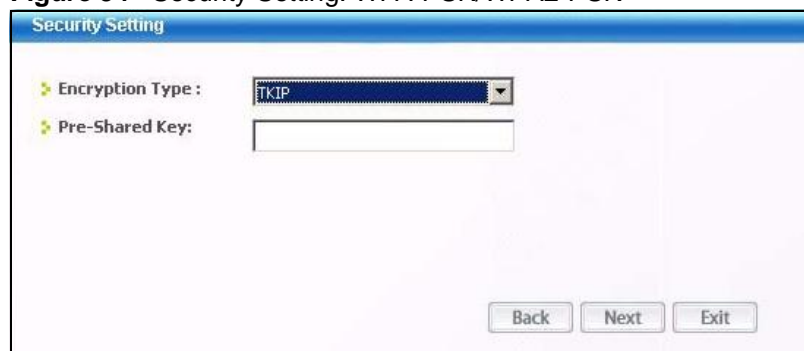 Security Setting
Encryption Type :
TKIP
Pre-Shared Key:
Back Next Exit